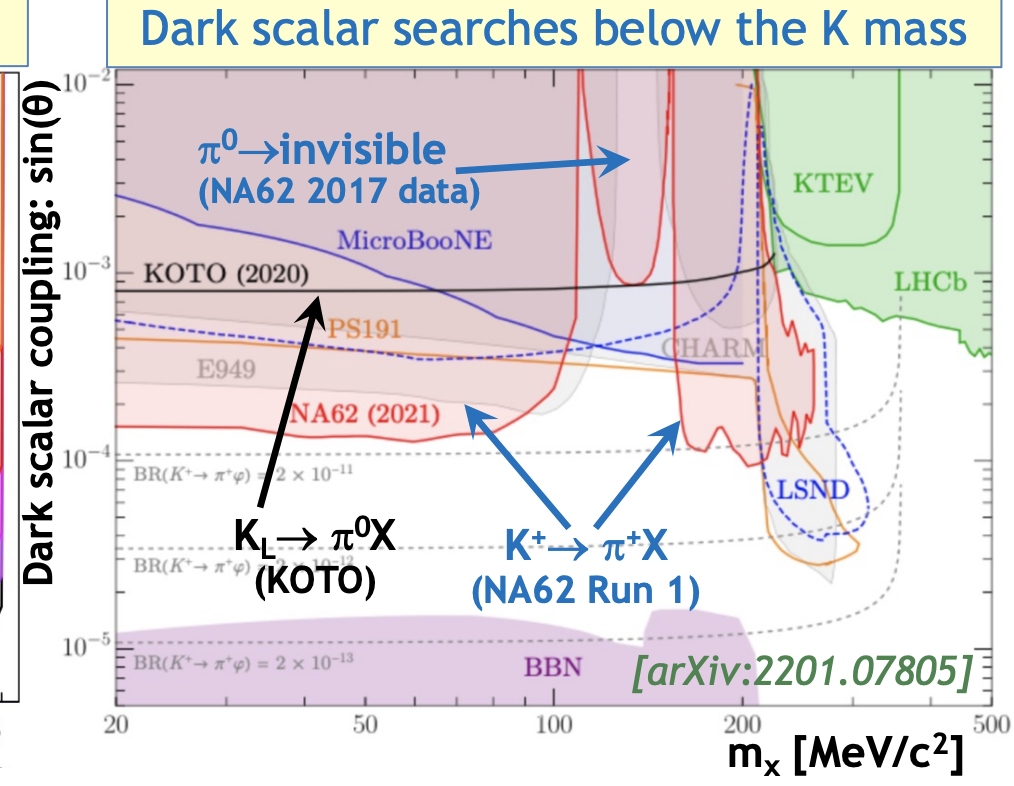 Dark scalar searches below the K mass
Dark scalar coupling: sin(θ)
10⁻²
10⁻³
10⁻⁴
10⁻⁵
π⁰→invisible
(NA62 2017 data)
KTEV
MicroBooNE
KOTO (2020)
LHCb
PS191
CHARM
E949
NA62 (2021)
BR(K⁺→ π⁺φ) = 2 × 10⁻¹¹
LSND
K_L→ π⁰X
(KOTO)
K⁺→ π⁺X
(NA62 Run 1)
BR(K⁺→ π⁺φ) = 2 × 10⁻¹²
BR(K⁺→ π⁺φ) = 2 × 10⁻¹³
BBN
[arXiv:2201.07805]
20
50
100
200
500
mₓ [MeV/c²]